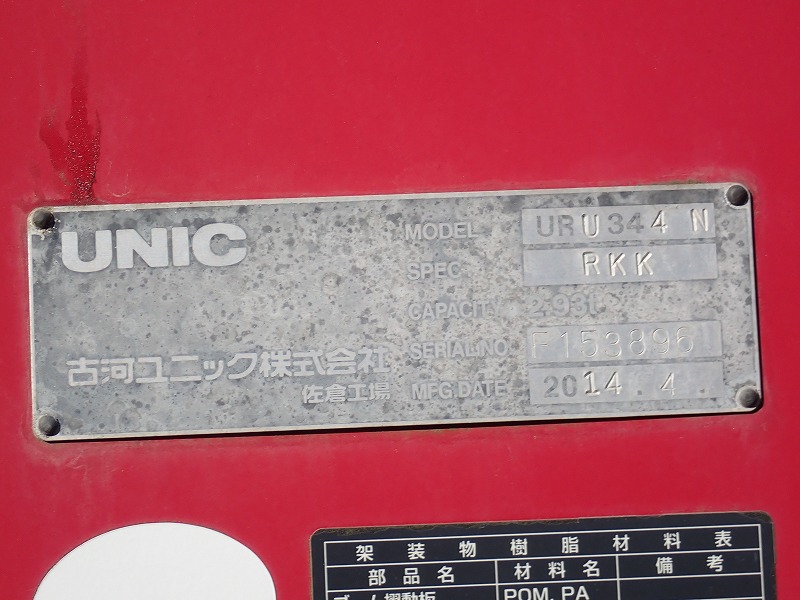 UNIC
MODEL URU344N
SPEC. RKK
CAPACITY 2.93t
SERIAL NO F153896
MFG DATE 2014.4.
古河ユニック株式会社
佐倉工場
架装物樹脂材料表
部品名 材料名 備考
POM, PA